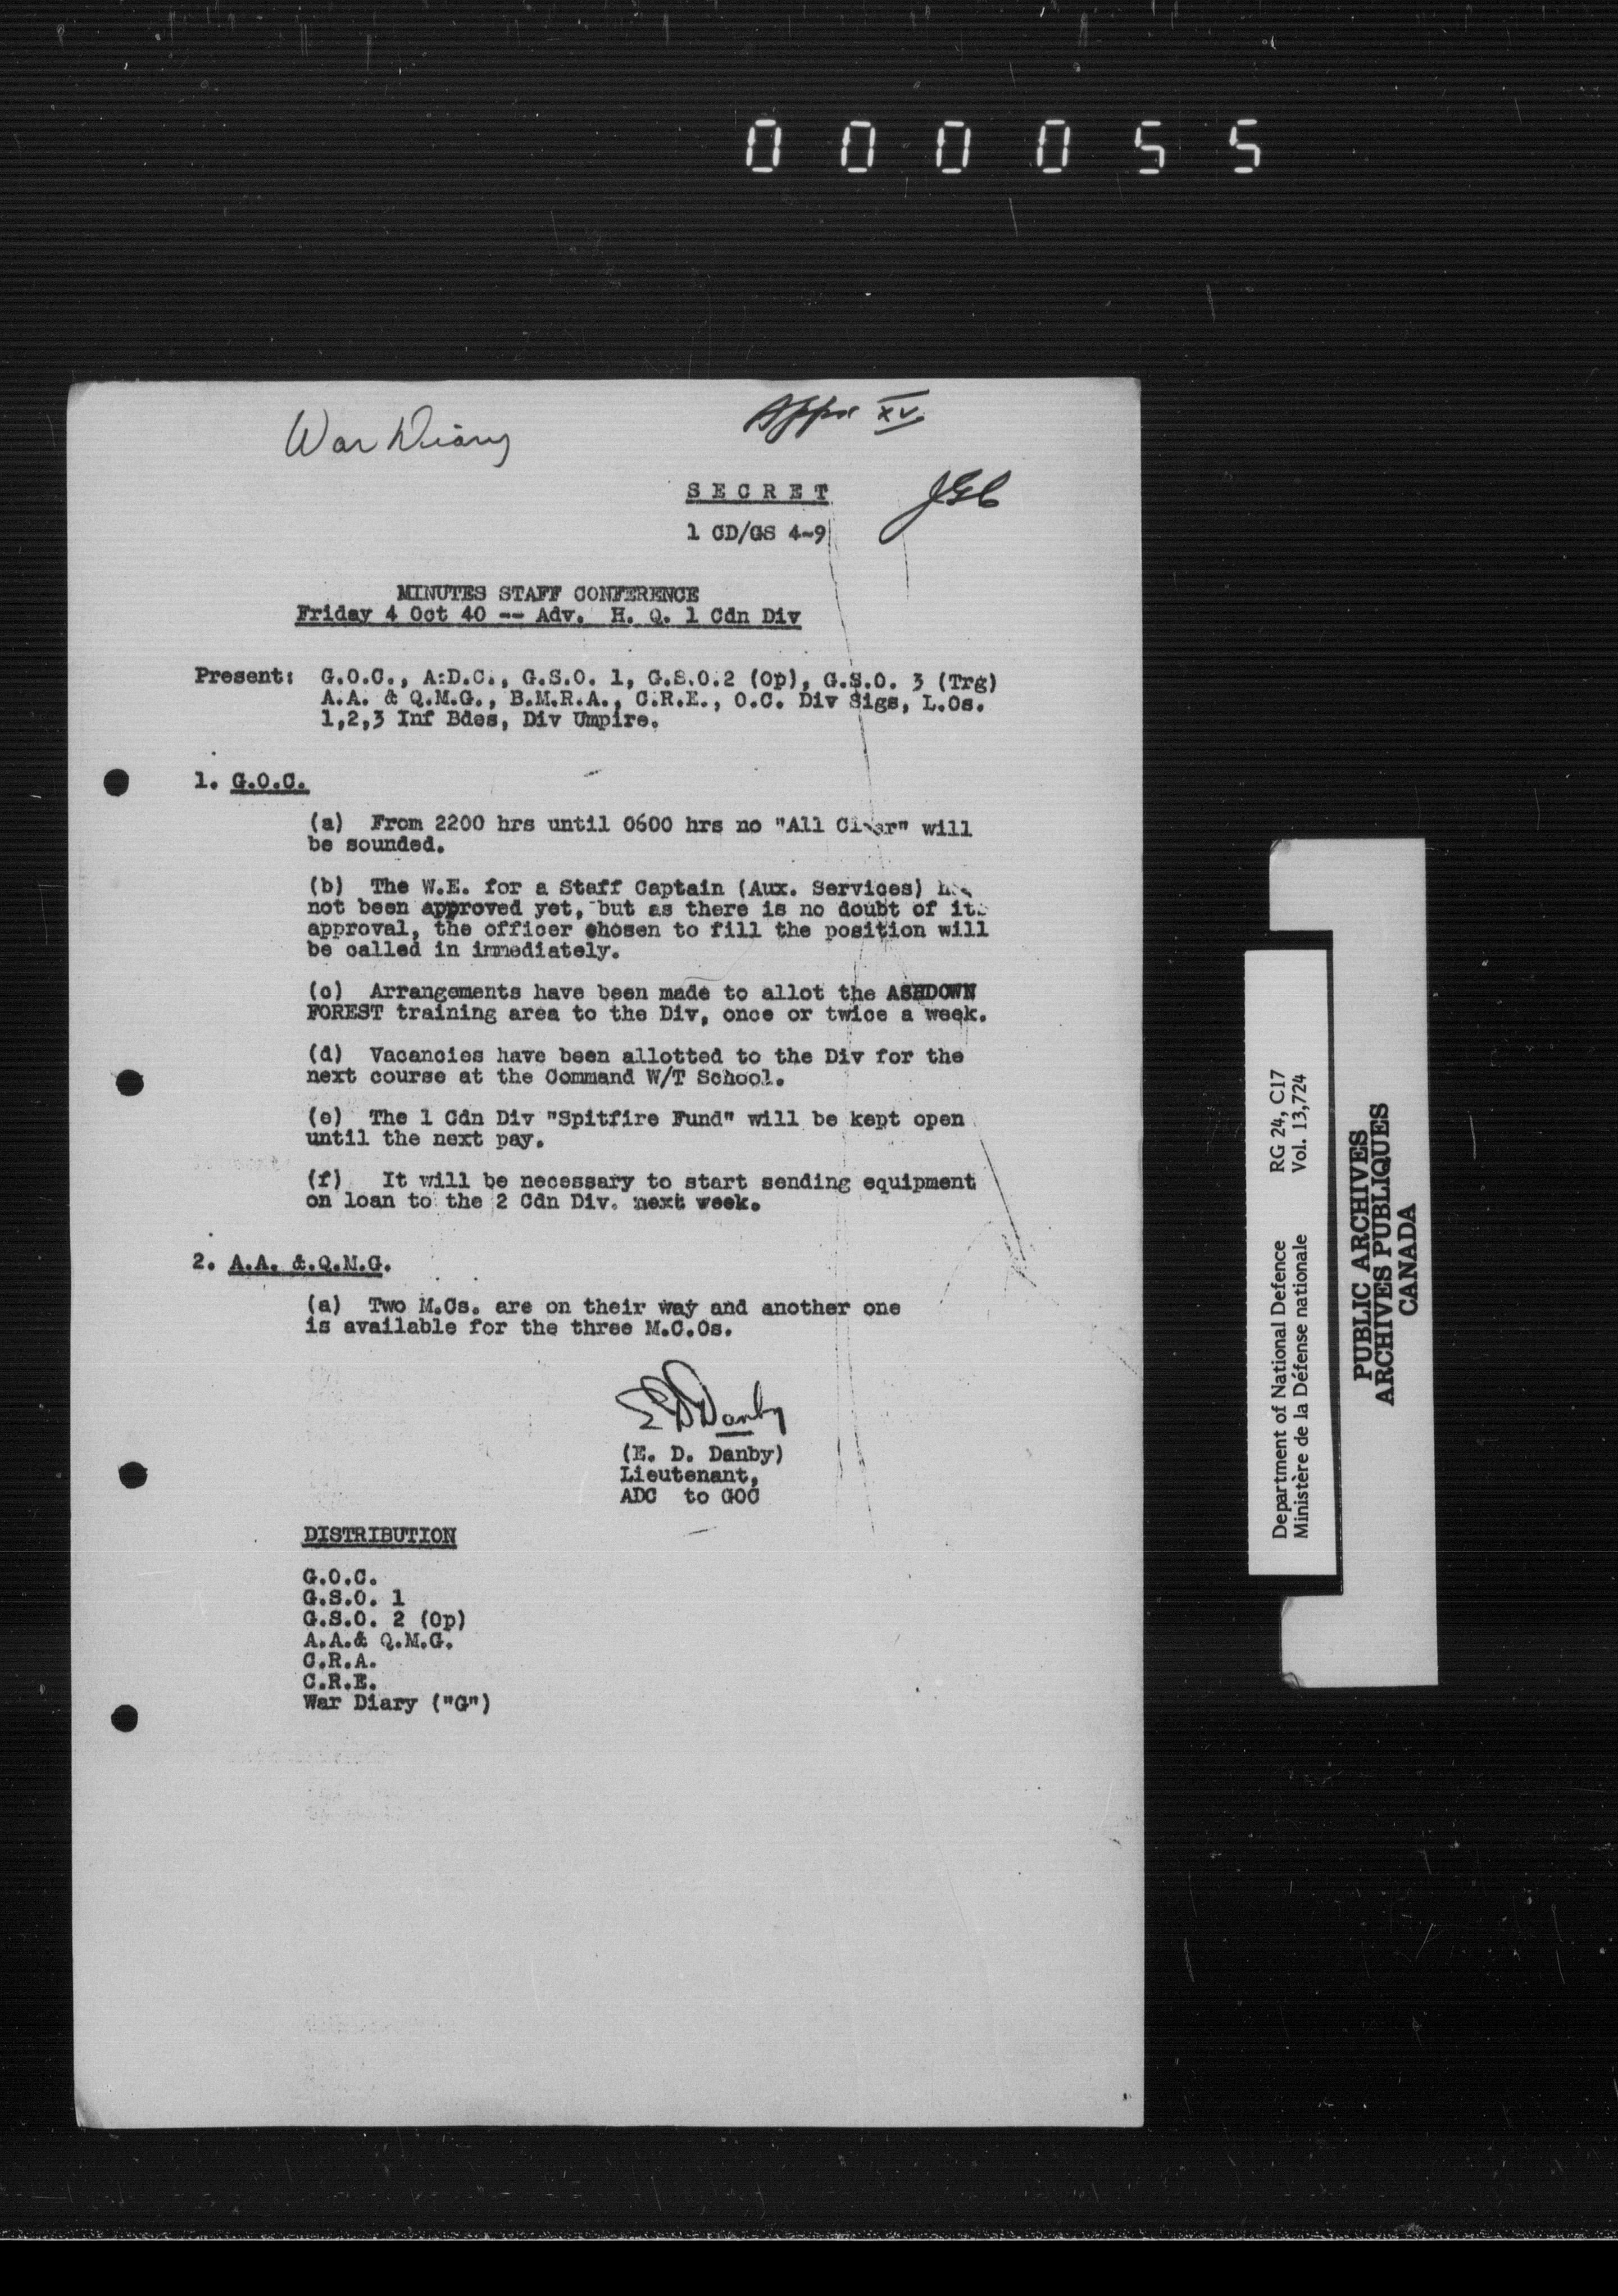 000055
War Diary
Appx XV
SECRET
1 CD/GS 4-9
MINUTES STAFF CONFERENCE
Friday 4 Oct 40 -- Adv. H. Q. 1 Cdn Div
Present: G.O.C., A.D.C., G.S.O. 1, G.S.O.2 (Op), G.S.O. 3 (Trg)
A.A. & Q.M.G., B.M.R.A., C.R.E., O.C. Div Sigs, L.Os.
1,2,3 Inf Bdes, Div Umpire.
1. G.O.C.
(a) From 2200 hrs until 0600 hrs no "All Clear" will
be sounded.
(b) The W.E. for a Staff Captain (Aux. Services) has
not been approved yet, but as there is no doubt of its
approval, the officer chosen to fill the position will
be called in immediately.
(c) Arrangements have been made to allot the ASHDOWN
FOREST training area to the Div, once or twice a week.
(d) Vacancies have been allotted to the Div for the
next course at the Command W/T School.
(e) The 1 Cdn Div "Spitfire Fund" will be kept open
until the next pay.
(f) It will be necessary to start sending equipment
on loan to the 2 Cdn Div. next week.
2. A.A. &.Q.M.G.
(a) Two M.Cs. are on their way and another one
is available for the three M.C.Os.
E D Danby
(E. D. Danby)
Lieutenant,
ADC to GOC
DISTRIBUTION
G.O.C.
G.S.O. 1
G.S.O. 2 (Op)
A.A.& Q.M.G.
C.R.A.
C.R.E.
War Diary ("G")
Department of National Defence RG 24, C17
Ministère de la Défense nationale Vol. 13,724
PUBLIC ARCHIVES
ARCHIVES PUBLIQUES
CANADA